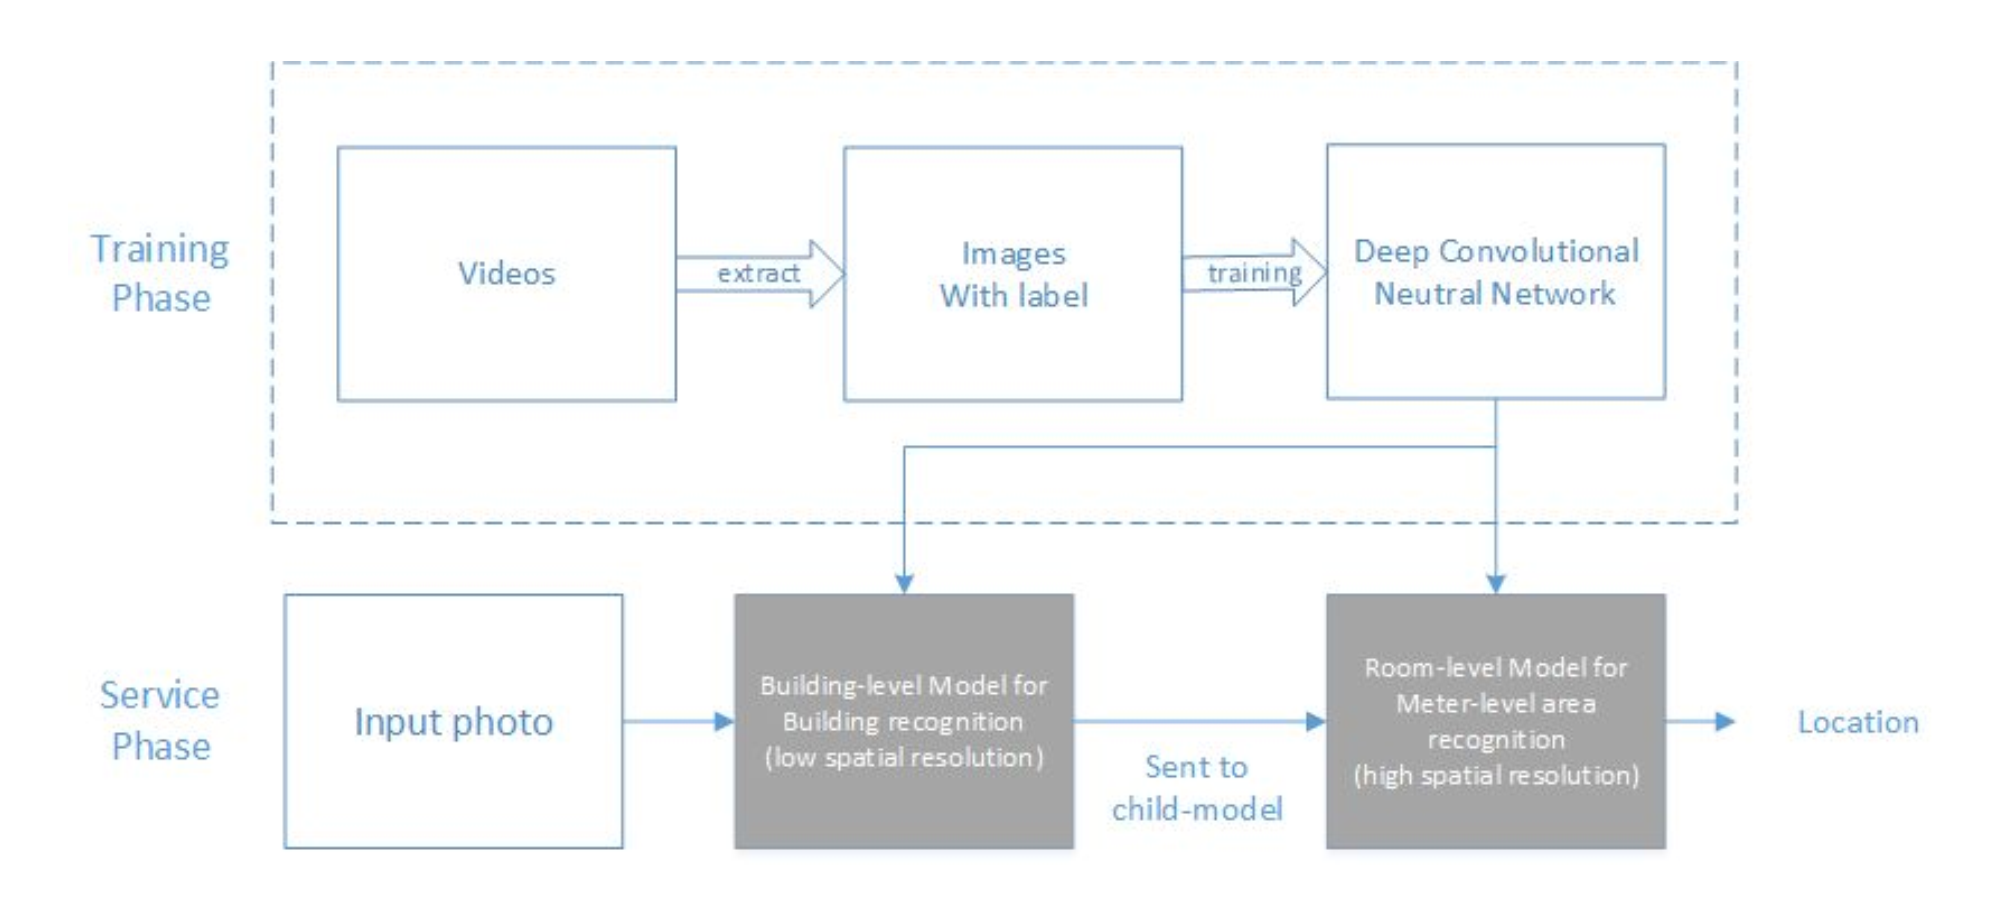 Training
Phase
Videos
extract
Images
With label
training
Deep Convolutional
Neutral Network
Service
Phase
Input photo
Building-level Model for
Building recognition
(low spatial resolution)
Sent to
child-model
Room-level Model for
Meter-level area
recognition
(high spatial resolution)
Location